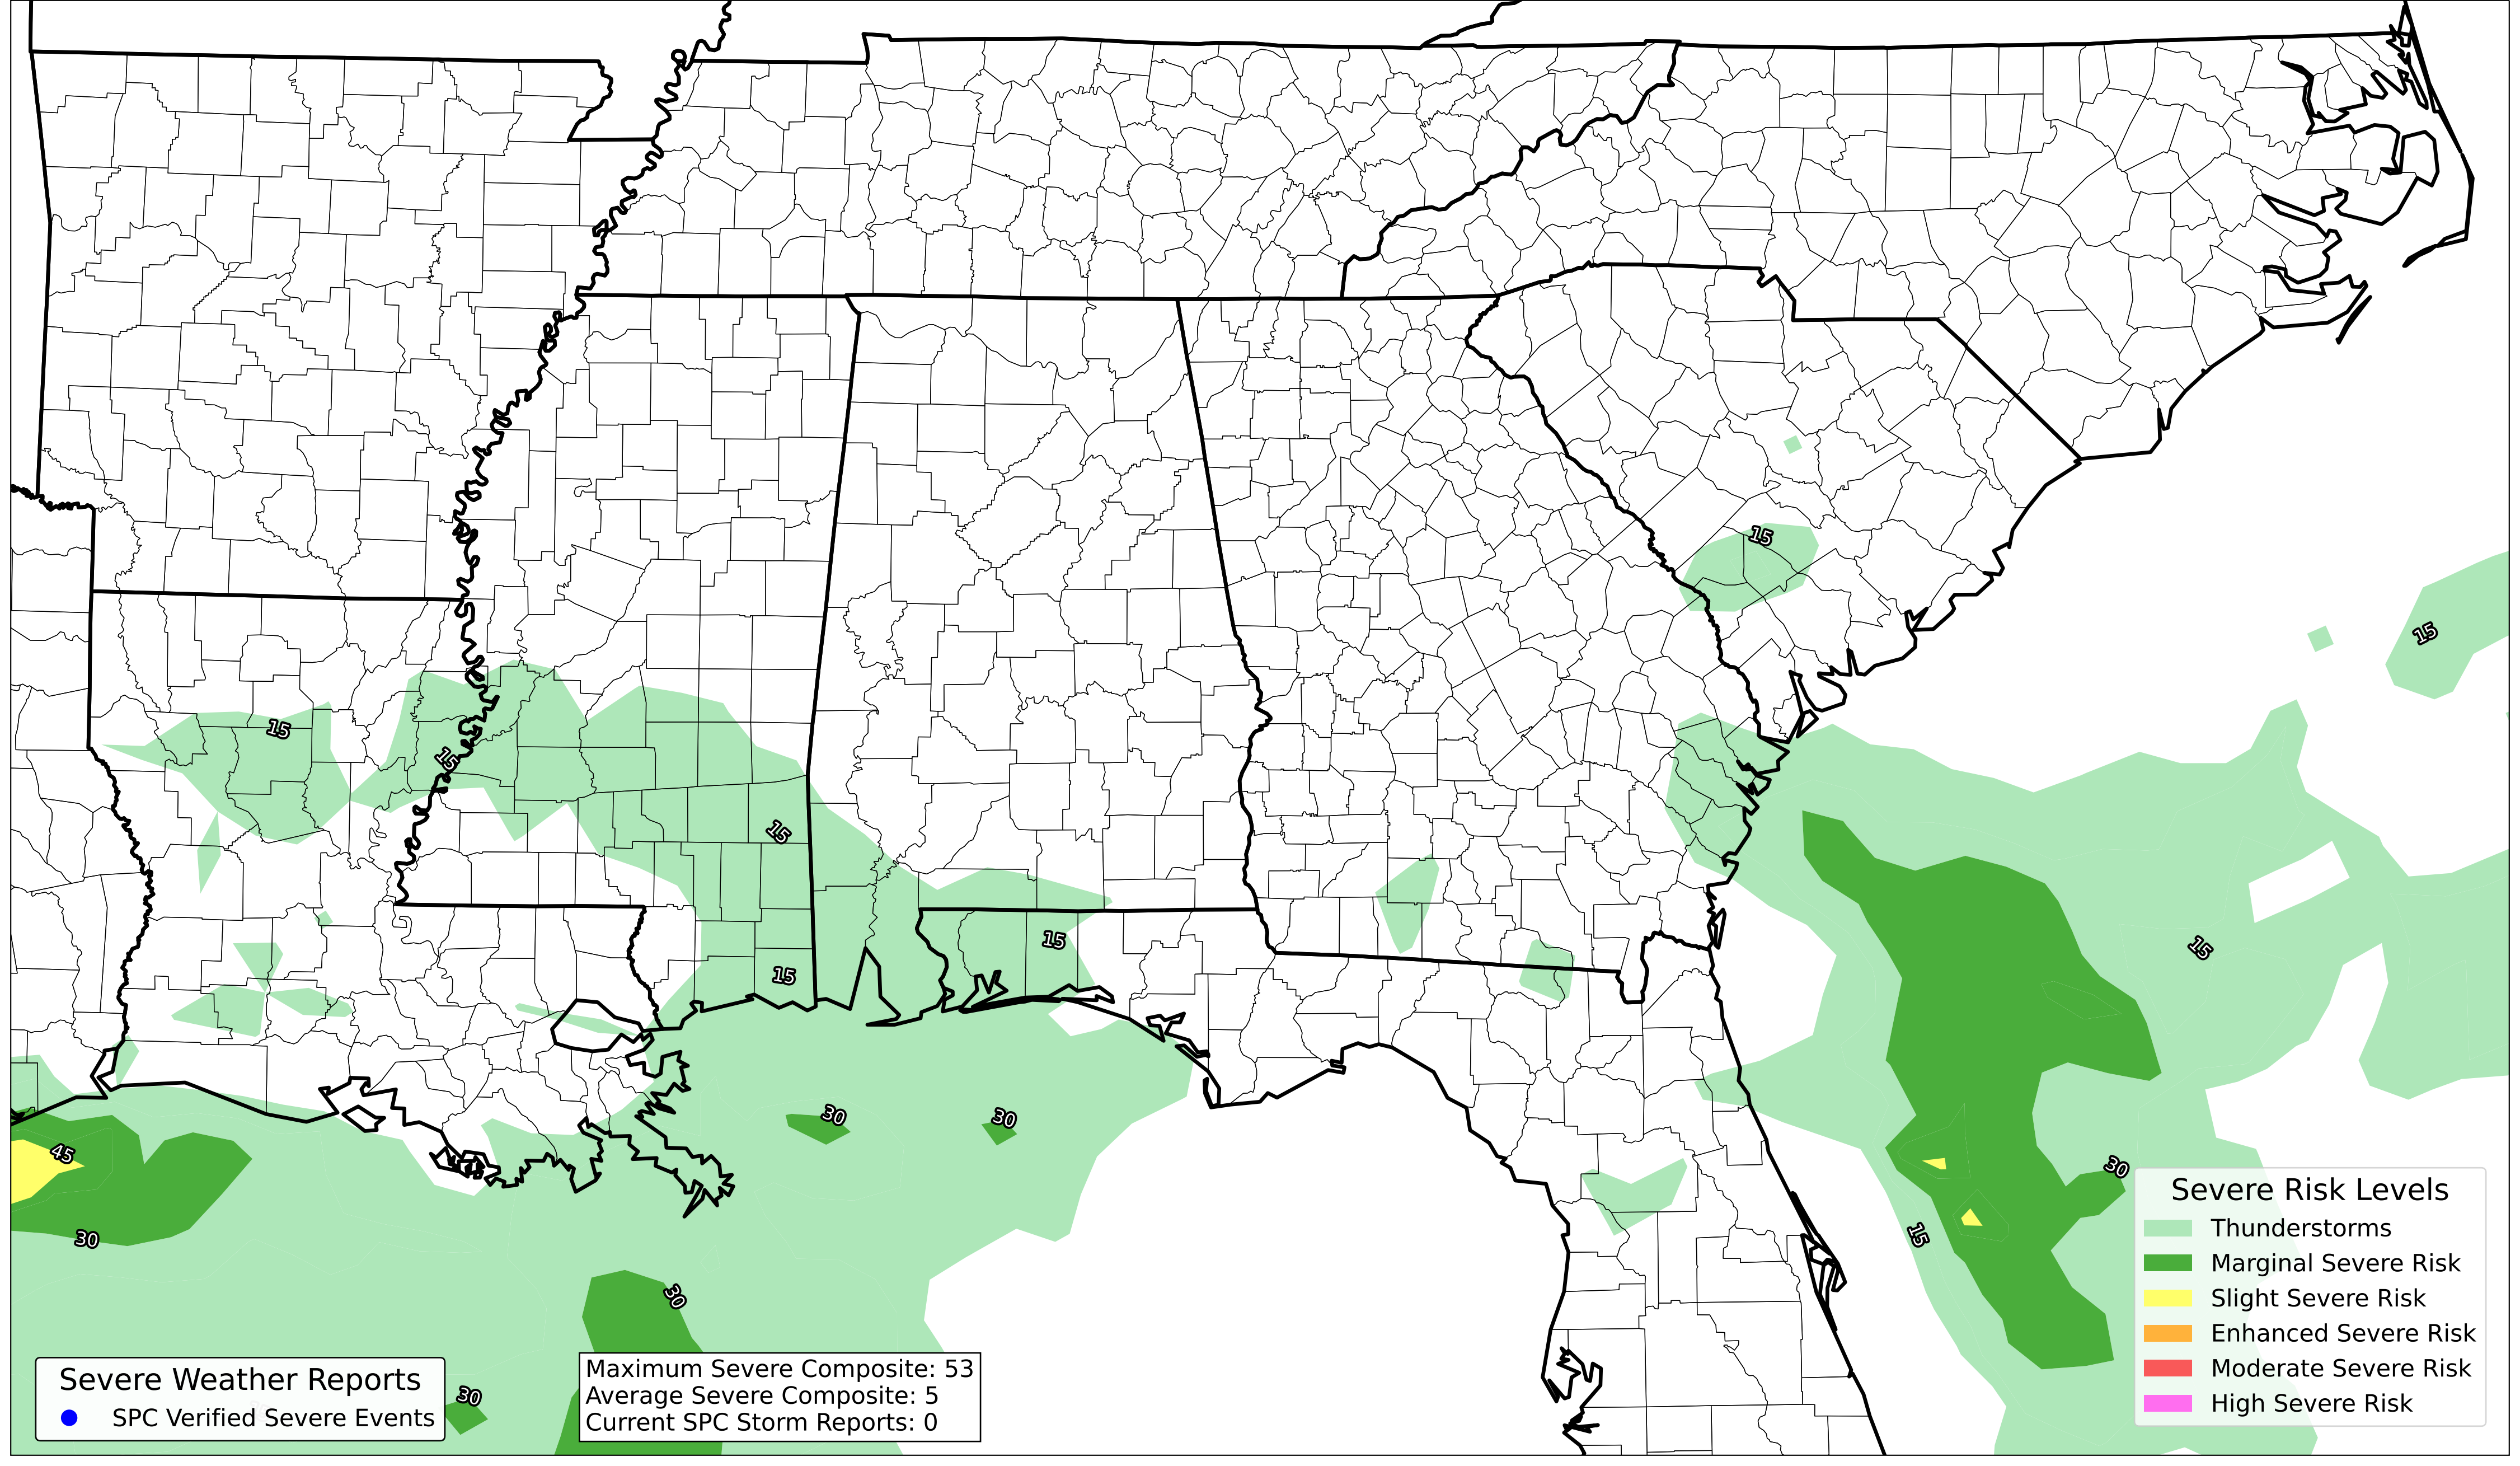 15
15
15
15
15
15
15
15
15
30
30
45
30
30
30
30
15
Severe Risk Levels
Thunderstorms
Marginal Severe Risk
Slight Severe Risk
Enhanced Severe Risk
Moderate Severe Risk
High Severe Risk
Severe Weather Reports
SPC Verified Severe Events
Maximum Severe Composite: 53
Average Severe Composite: 5
Current SPC Storm Reports: 0